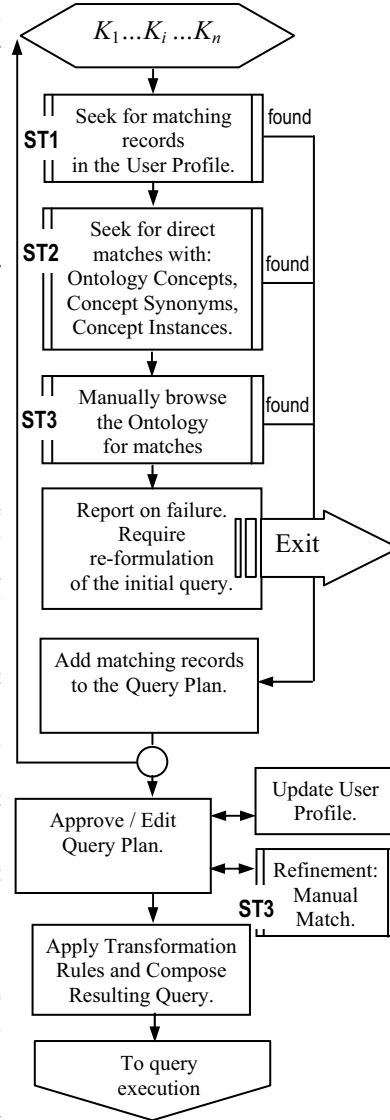 K1...Ki...Kn
Seek for matching
records
in the User Profile.
ST1
found
Seek for direct
matches with:
Ontology Concepts,
Concept Synonyms,
Concept Instances.
ST2
found
Manually browse
the Ontology
for matches
ST3
found
Report on failure.
Require
re-formulation
of the initial query.
Exit
Add matching records
to the Query Plan.
Approve / Edit
Query Plan.
Update User
Profile.
Refinement:
Manual
Match.
ST3
Apply Transformation
Rules and Compose
Resulting Query.
To query
execution